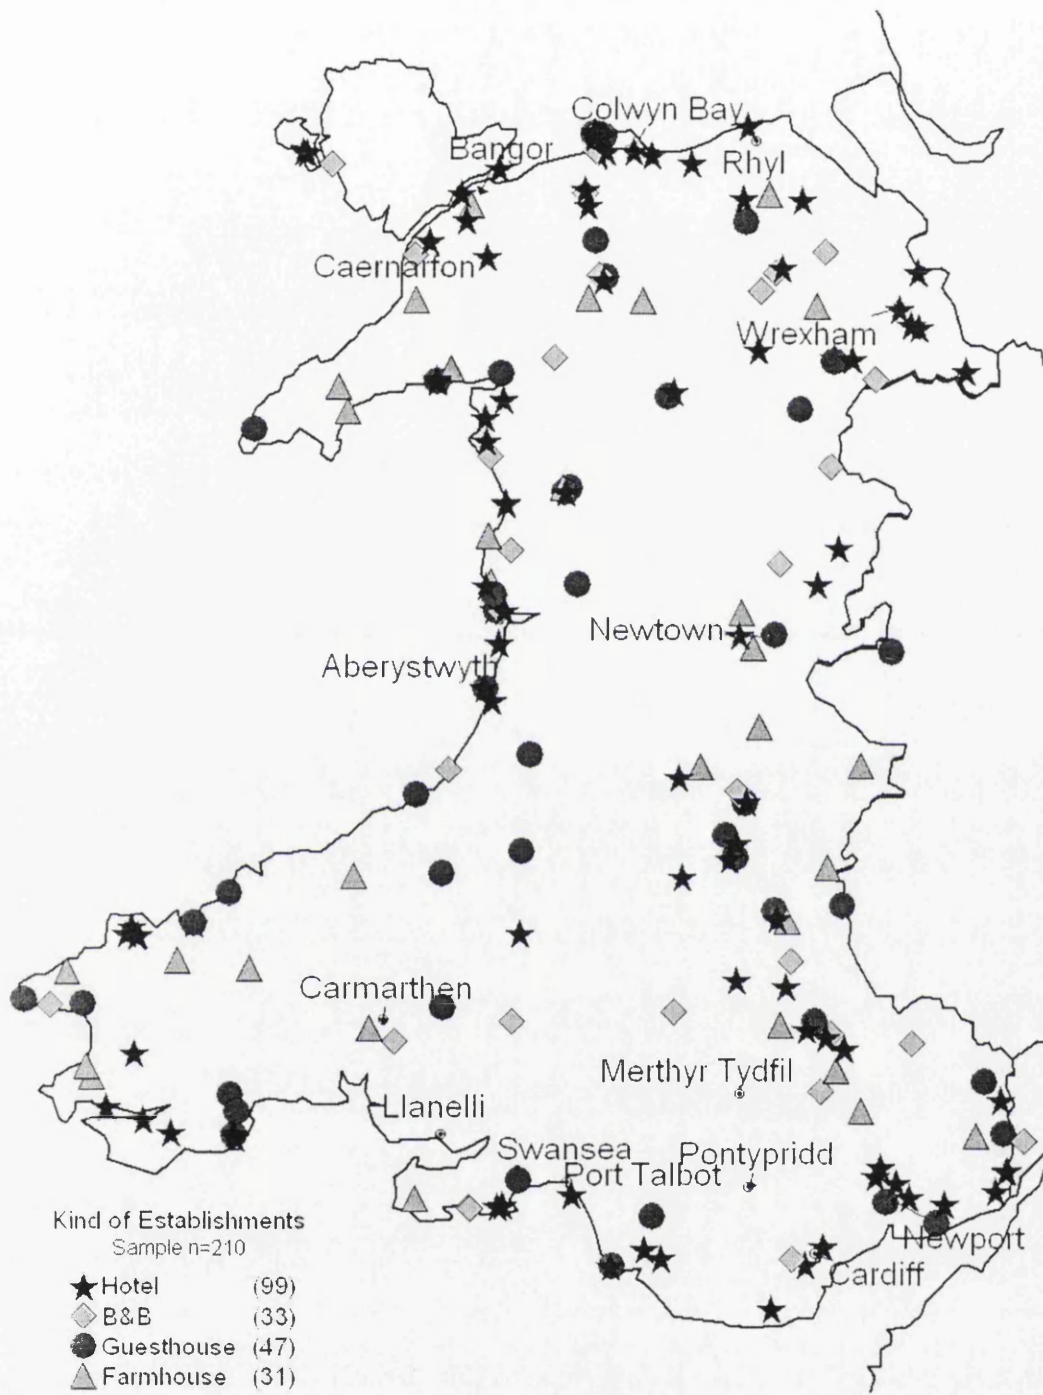 Colwyn Bay
Bangor
Rhyl
Caernarfon
Wrexham
Newtown
Aberystwyth
Carmarthen
Merthyr Tydfil
Llanelli
Swansea
Pontypridd
Port Talbot
Newport
Cardiff
Kind of Establishments
Sample n=210
Hotel (99)
B&B (33)
Guesthouse (47)
Farmhouse (31)